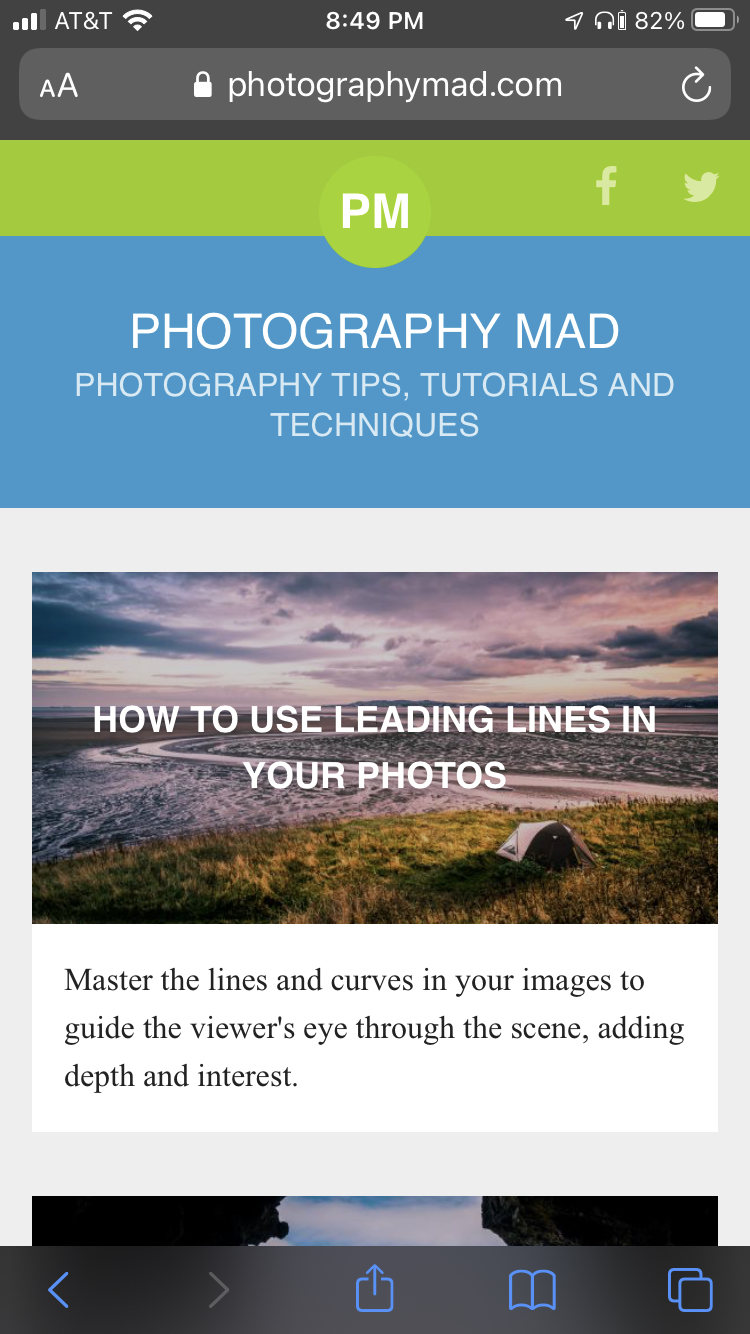 AT&T 8:49 PM 82%
AA photographymad.com
PM
PHOTOGRAPHY MAD
PHOTOGRAPHY TIPS, TUTORIALS AND
TECHNIQUES
HOW TO USE LEADING LINES IN
YOUR PHOTOS
Master the lines and curves in your images to
guide the viewer's eye through the scene, adding
depth and interest.